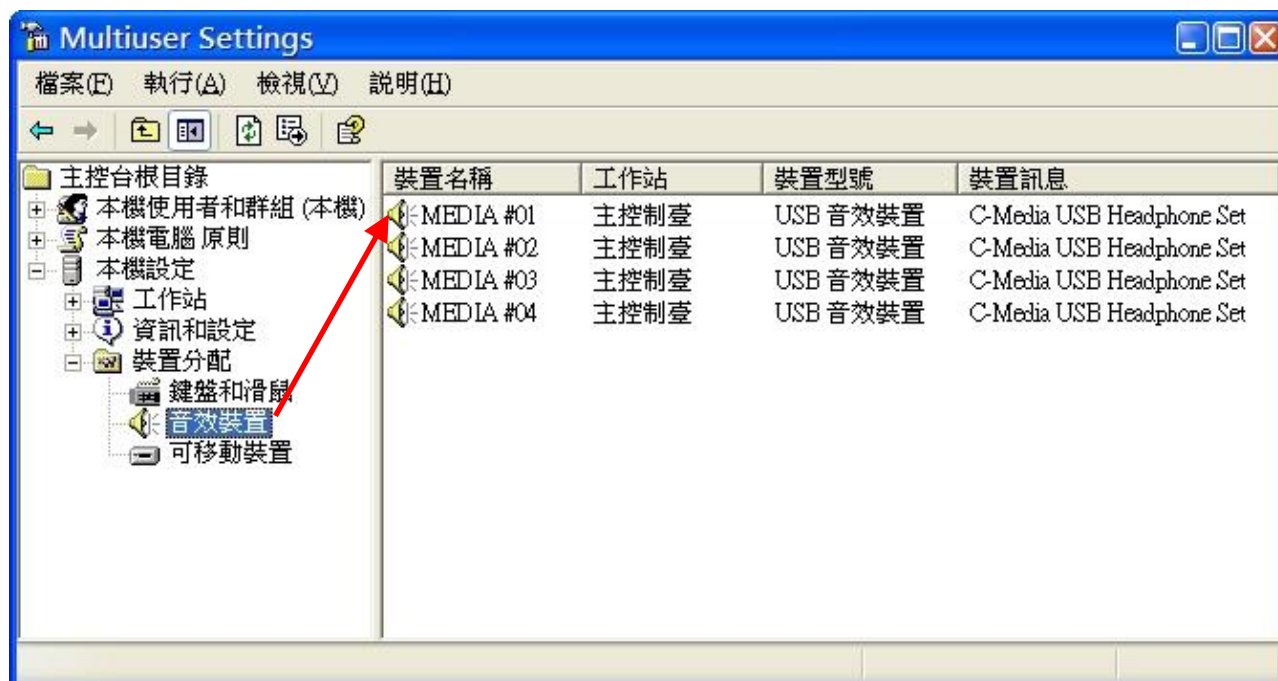 Multiuser Settings
檔案(F) 執行(A) 檢視(V) 説明(H)
主控台根目錄
本機使用者和群組 (本機)
本機電腦 原則
本機設定
工作站
資訊和設定
裝置分配
鍵盤和滑鼠
音效裝置
可移動裝置
裝置名稱 工作站 裝置型號 裝置訊息
MEDIA #01 主控制臺 USB 音效裝置 C-Media USB Headphone Set
MEDIA #02 主控制臺 USB 音效裝置 C-Media USB Headphone Set
MEDIA #03 主控制臺 USB 音效裝置 C-Media USB Headphone Set
MEDIA #04 主控制臺 USB 音效裝置 C-Media USB Headphone Set